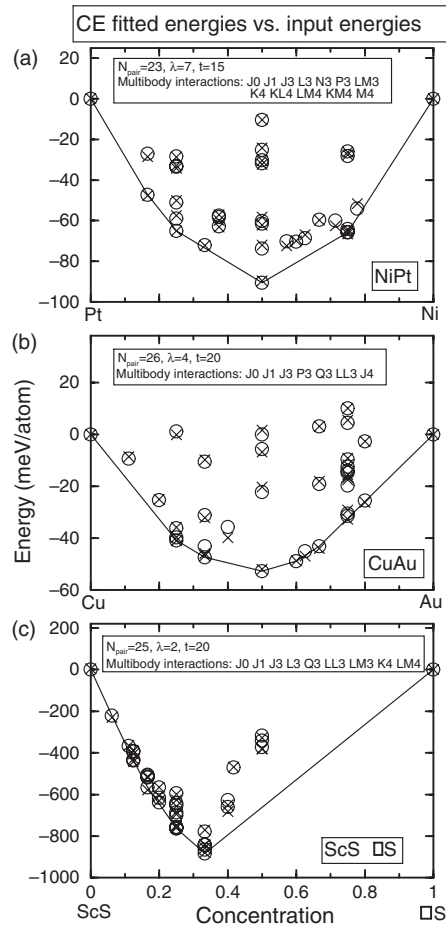 CE fitted energies vs. input energies
(a)
N_pair=23, λ=7, t=15
Multibody interactions: J0 J1 J3 L3 N3 P3 LM3
K4 KL4 LM4 KM4 M4
20
0
−20
−40
−60
−80
−100
NiPt
Pt
Ni
(b)
N_pair=26, λ=4, t=20
Multibody interactions: J0 J1 J3 P3 Q3 LL3 J4
20
0
−20
−40
−60
Energy (meV/atom)
CuAu
Cu
Au
(c)
N_pair=25, λ=2, t=20
Multibody interactions: J0 J1 J3 L3 Q3 LL3 LM3 K4 LM4
200
0
−200
−400
−600
−800
−1000
ScS □S
0 0.2 0.4 0.6 0.8 1
ScS Concentration □S